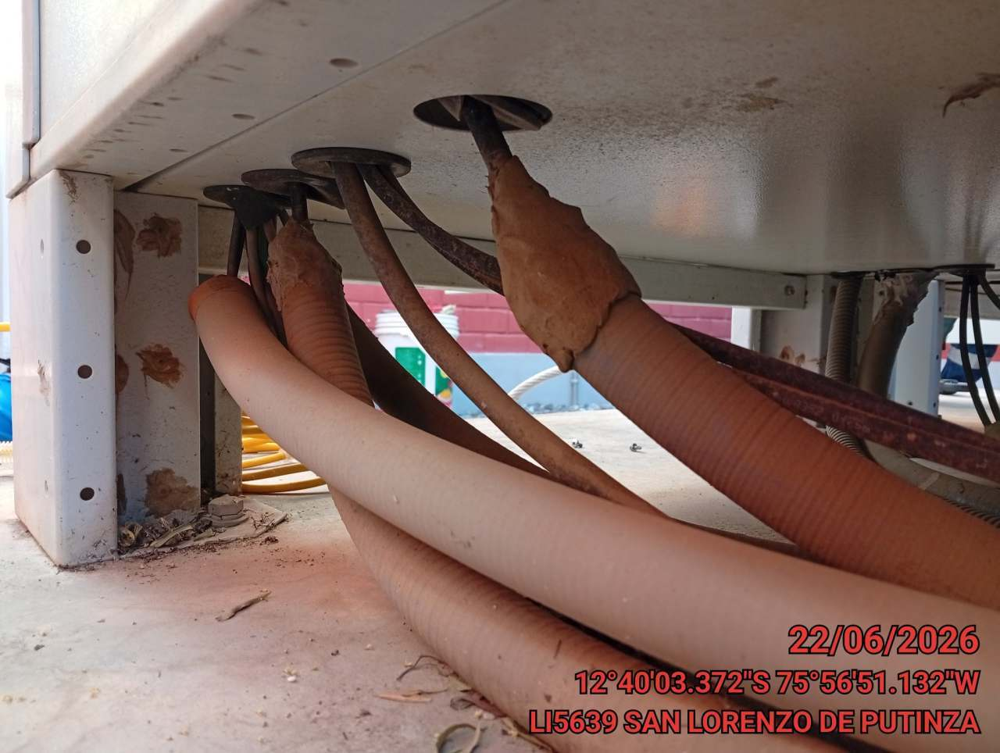 22/06/2026
12°40'03.372"S 75°56'51.132"W
LI5639 SAN LORENZO DE PUTINZA